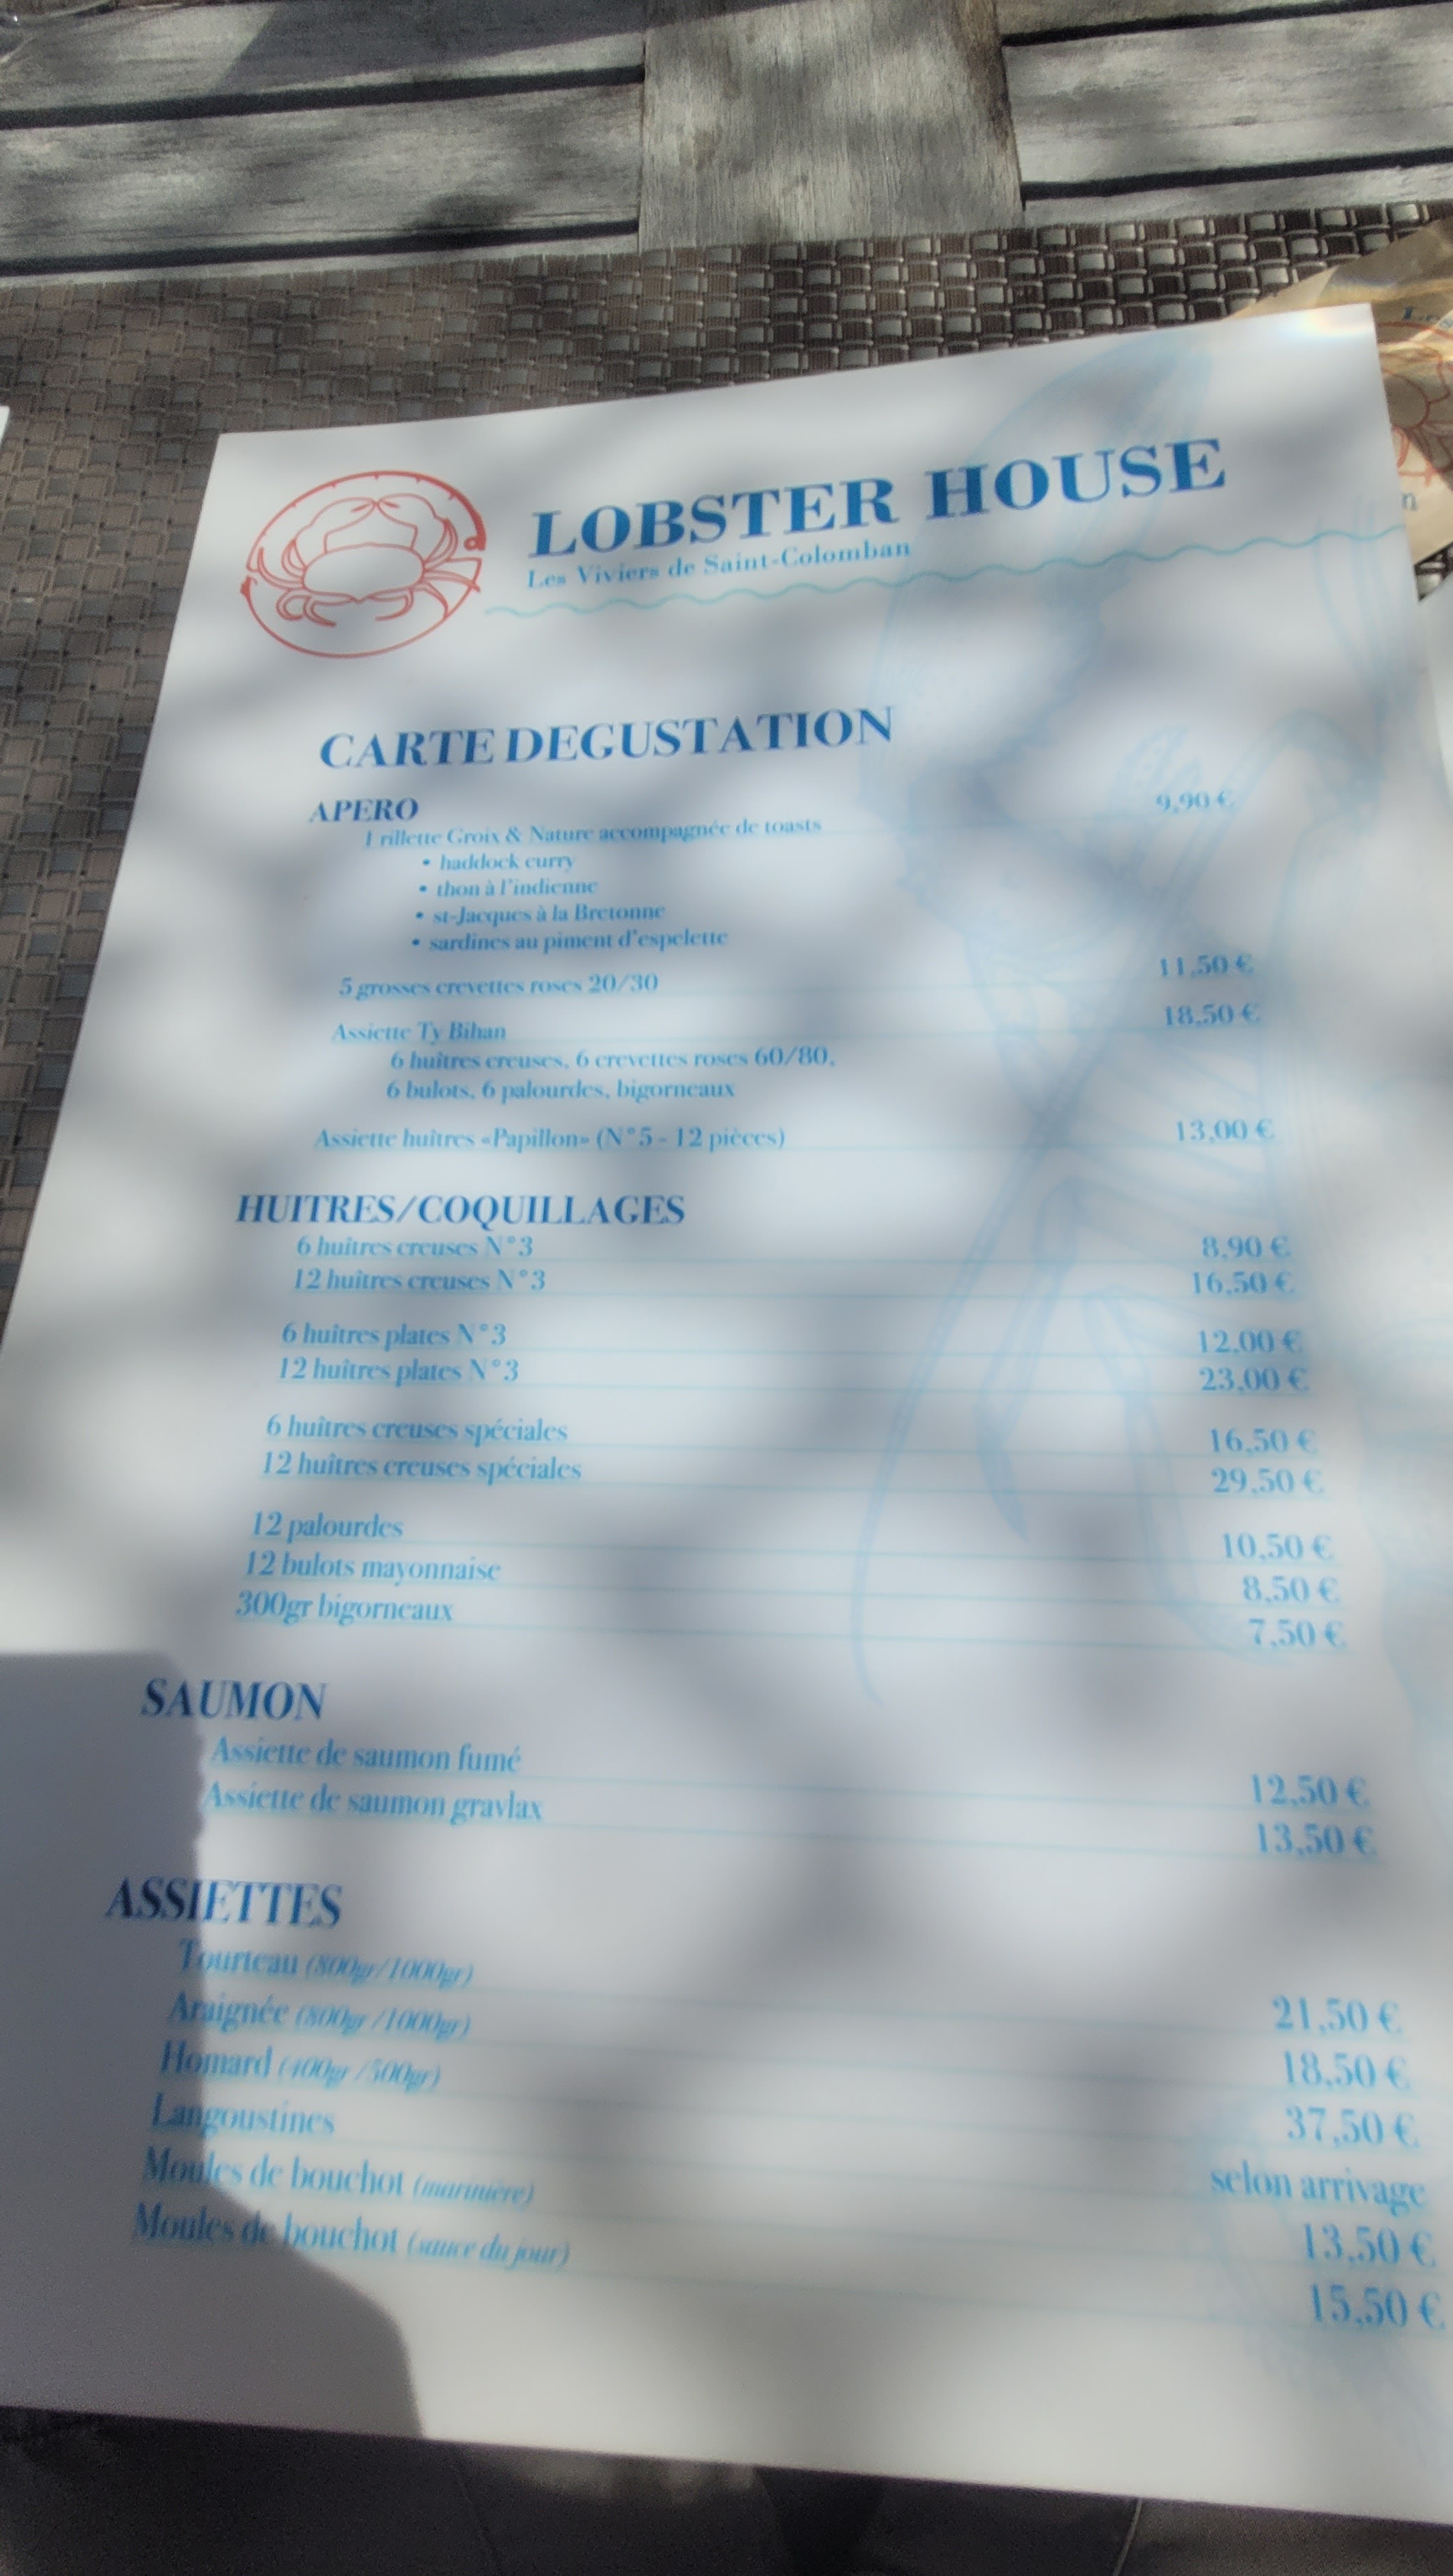 LOBSTER HOUSE
Les Viviers de Saint-Colomban
CARTE DEGUSTATION
APERO
1 rillette Groix & Nature accompagnée de toasts 9,90 €
• haddock curry
• thon à l'indienne
• st-Jacques à la Bretonne
• sardines au piment d'espelette
5 grosses crevettes roses 20/30 11,50 €
Assiette Ty Bihan 18,50 €
6 huîtres creuses, 6 crevettes roses 60/80,
6 bulots, 6 palourdes, bigorneaux
Assiette huîtres «Papillon» (N°5 - 12 pièces) 13,00 €
HUITRES/COQUILLAGES
6 huîtres creuses N°3 8,90 €
12 huîtres creuses N°3 16,50 €
6 huîtres plates N°3 12,00 €
12 huîtres plates N°3 23,00 €
6 huîtres creuses spéciales 16,50 €
12 huîtres creuses spéciales 29,50 €
12 palourdes 10,50 €
12 bulots mayonnaise 8,50 €
300gr bigorneaux 7,50 €
SAUMON
Assiette de saumon fumé 12,50 €
Assiette de saumon gravlax 13,50 €
ASSIETTES
Tourteau (800gr/1000gr) 21,50 €
Araignée (800gr /1000gr) 18,50 €
Homard (400gr /500gr) 37,50 €
Langoustines selon arrivage
Moules de bouchot (marinière) 13,50 €
Moules de bouchot (sauce du jour) 15,50 €